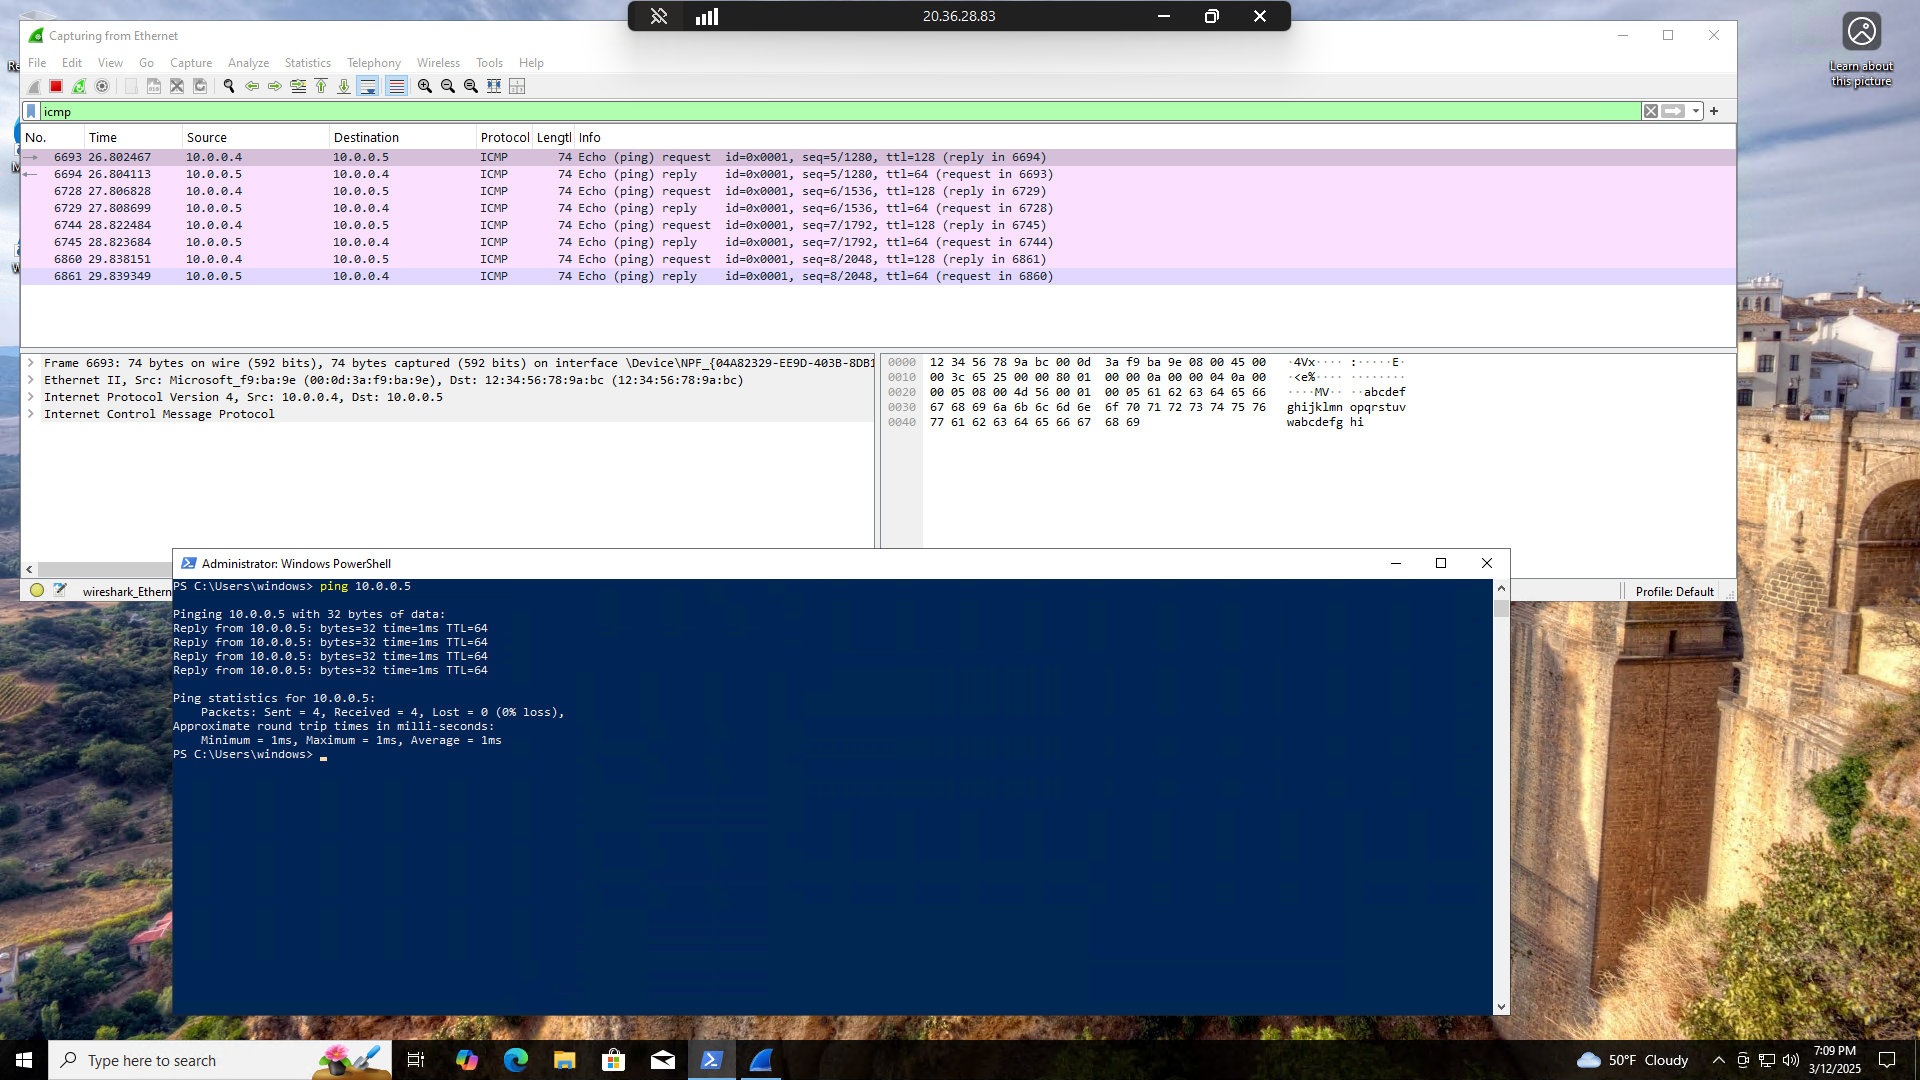 20.36.28.83
Capturing from Ethernet
File Edit View Go Capture Analyze Statistics Telephony Wireless Tools Help
icmp
No. Time Source Destination Protocol Lengtl Info
6693 26.802467 10.0.0.4 10.0.0.5 ICMP 74 Echo (ping) request id=0x0001, seq=5/1280, ttl=128 (reply in 6694)
6694 26.804113 10.0.0.5 10.0.0.4 ICMP 74 Echo (ping) reply id=0x0001, seq=5/1280, ttl=64 (request in 6693)
6728 27.806828 10.0.0.4 10.0.0.5 ICMP 74 Echo (ping) request id=0x0001, seq=6/1536, ttl=128 (reply in 6729)
6729 27.808699 10.0.0.5 10.0.0.4 ICMP 74 Echo (ping) reply id=0x0001, seq=6/1536, ttl=64 (request in 6728)
6744 28.822484 10.0.0.4 10.0.0.5 ICMP 74 Echo (ping) request id=0x0001, seq=7/1792, ttl=128 (reply in 6745)
6745 28.823684 10.0.0.5 10.0.0.4 ICMP 74 Echo (ping) reply id=0x0001, seq=7/1792, ttl=64 (request in 6744)
6860 29.838151 10.0.0.4 10.0.0.5 ICMP 74 Echo (ping) request id=0x0001, seq=8/2048, ttl=128 (reply in 6861)
6861 29.839349 10.0.0.5 10.0.0.4 ICMP 74 Echo (ping) reply id=0x0001, seq=8/2048, ttl=64 (request in 6860)
Frame 6693: 74 bytes on wire (592 bits), 74 bytes captured (592 bits) on interface \Device\NPF_{04A82329-EE9D-403B-8DB1
Ethernet II, Src: Microsoft_f9:ba:9e (00:0d:3a:f9:ba:9e), Dst: 12:34:56:78:9a:bc (12:34:56:78:9a:bc)
Internet Protocol Version 4, Src: 10.0.0.4, Dst: 10.0.0.5
Internet Control Message Protocol
0000 12 34 56 78 9a bc 00 0d 3a f9 ba 9e 08 00 45 00 ·4Vx···· :·····E·
0010 00 3c 65 25 00 00 80 01 00 00 0a 00 00 04 0a 00 ·<e%···· ········
0020 00 05 08 00 4d 56 00 01 00 05 61 62 63 64 65 66 ····MV·· ··abcdef
0030 67 68 69 6a 6b 6c 6d 6e 6f 70 71 72 73 74 75 76 ghijklmn opqrstuv
0040 77 61 62 63 64 65 66 67 68 69 wabcdefg hi
wireshark_Ethern
Profile: Default
Administrator: Windows PowerShell
PS C:\Users\windows> ping 10.0.0.5
Pinging 10.0.0.5 with 32 bytes of data:
Reply from 10.0.0.5: bytes=32 time=1ms TTL=64
Reply from 10.0.0.5: bytes=32 time=1ms TTL=64
Reply from 10.0.0.5: bytes=32 time=1ms TTL=64
Reply from 10.0.0.5: bytes=32 time=1ms TTL=64
Ping statistics for 10.0.0.5:
Packets: Sent = 4, Received = 4, Lost = 0 (0% loss),
Approximate round trip times in milli-seconds:
Minimum = 1ms, Maximum = 1ms, Average = 1ms
PS C:\Users\windows>
Learn about
this picture
Type here to search
50°F Cloudy
7:09 PM
3/12/2025